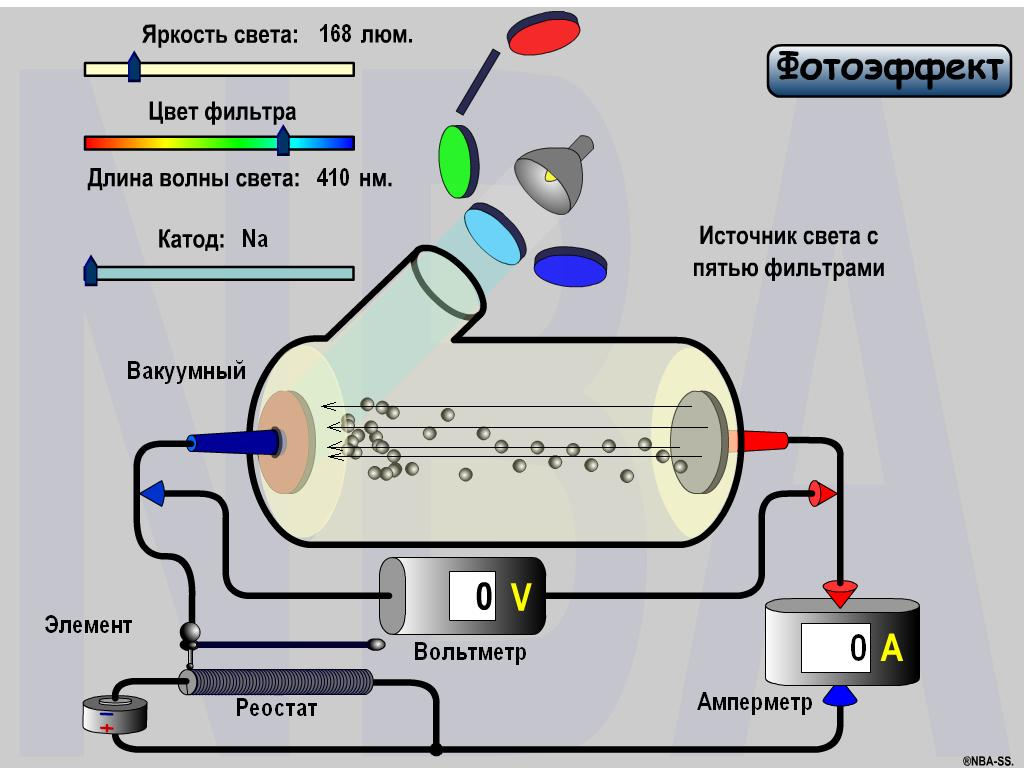 Яркость света: 168 люм.
Фотоэффект
Цвет фильтра
Длина волны света: 410 нм.
Катод: Na
Источник света с
пятью фильтрами
Вакуумный
0 V
Элемент
Вольтметр
0 A
Реостат
Амперметр
− +
®NBA-SS.
NBA